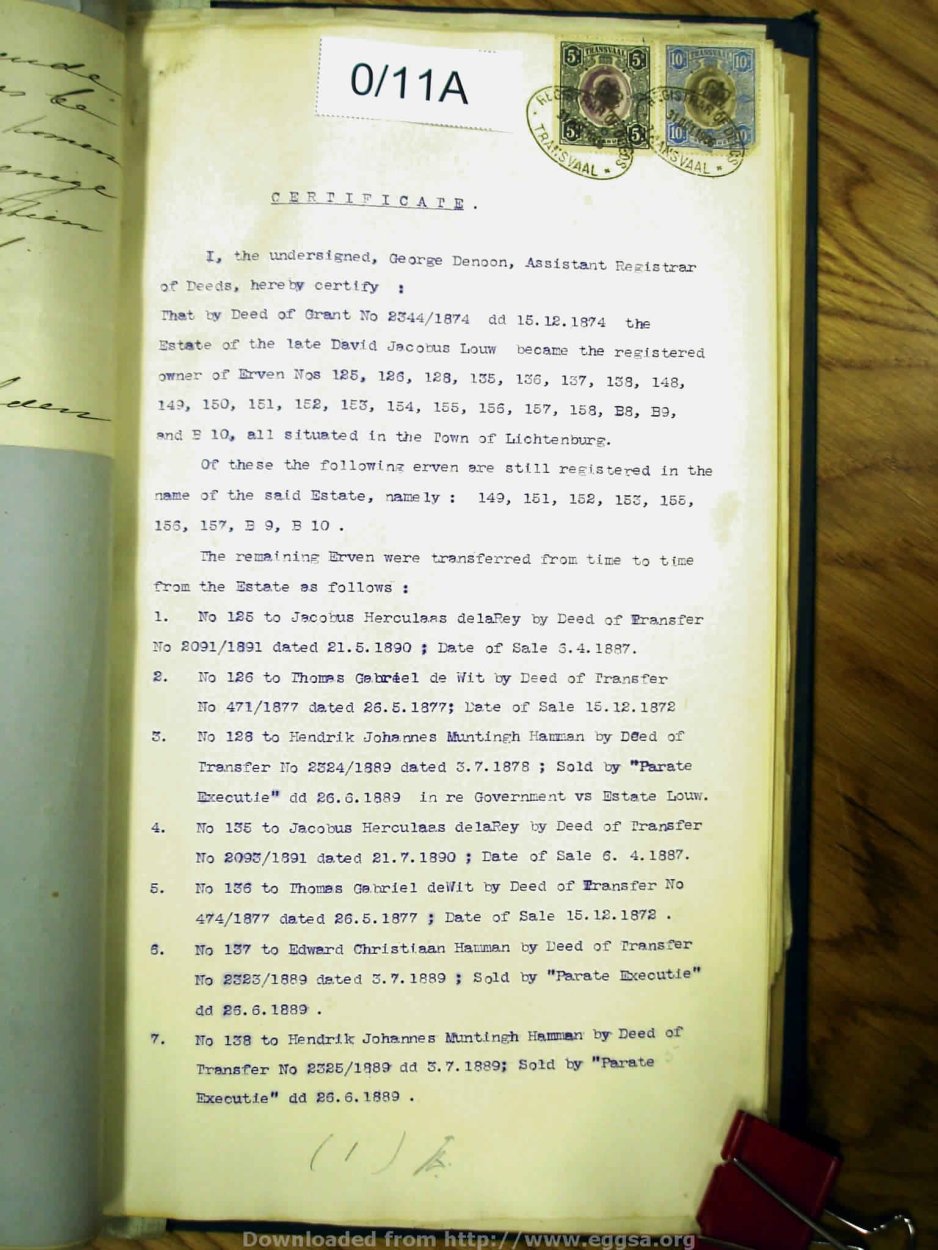 0/11A
5/ TRANSVAAL 5/
10/ TRANSVAAL 10/
REGISTRAR OF DEEDS
TRANSVAAL
REGISTRAR OF DEEDS
TRANSVAAL
CERTIFICATE.
I, the undersigned, George Denoon, Assistant Registrar
of Deeds, hereby certify :
That by Deed of Grant No 2344/1874 dd 15.12.1874 the
Estate of the late David Jacobus Louw became the registered
owner of Erven Nos 125, 126, 128, 135, 136, 137, 138, 148,
149, 150, 151, 152, 153, 154, 155, 156, 157, 158, B8, B9,
and B 10, all situated in the Town of Lichtenburg.
Of these the following erven are still registered in the
name of the said Estate, namely : 149, 151, 152, 153, 155,
156, 157, B 9, B 10 .
The remaining Erven were transferred from time to time
from the Estate as follows :
1. No 125 to Jacobus Herculaas delaRey by Deed of Transfer
No 2091/1891 dated 21.5.1890 ; Date of Sale 6.4.1887.
2. No 126 to Thomas Gabriel de Wit by Deed of Transfer
No 471/1877 dated 26.5.1877; Date of Sale 15.12.1872
3. No 128 to Hendrik Johannes Muntingh Hamman by Deed of
Transfer No 2324/1889 dated 3.7.1878 ; Sold by "Parate
Executie" dd 26.6.1889 in re Government vs Estate Louw.
4. No 135 to Jacobus Herculaas delaRey by Deed of Transfer
No 2093/1891 dated 21.7.1890 ; Date of Sale 6. 4.1887.
5. No 136 to Thomas Gabriel deWit by Deed of Transfer No
474/1877 dated 26.5.1877 ; Date of Sale 15.12.1872 .
6. No 137 to Edward Christiaan Hamman by Deed of Transfer
No 2323/1889 dated 3.7.1889 ; Sold by "Parate Executie"
dd 26.6.1889 .
7. No 138 to Hendrik Johannes Muntingh Hamman by Deed of
Transfer No 2325/1889 dd 3.7.1889; Sold by "Parate
Executie" dd 26.6.1889 .
(1)
Downloaded from http://www.eggsa.org